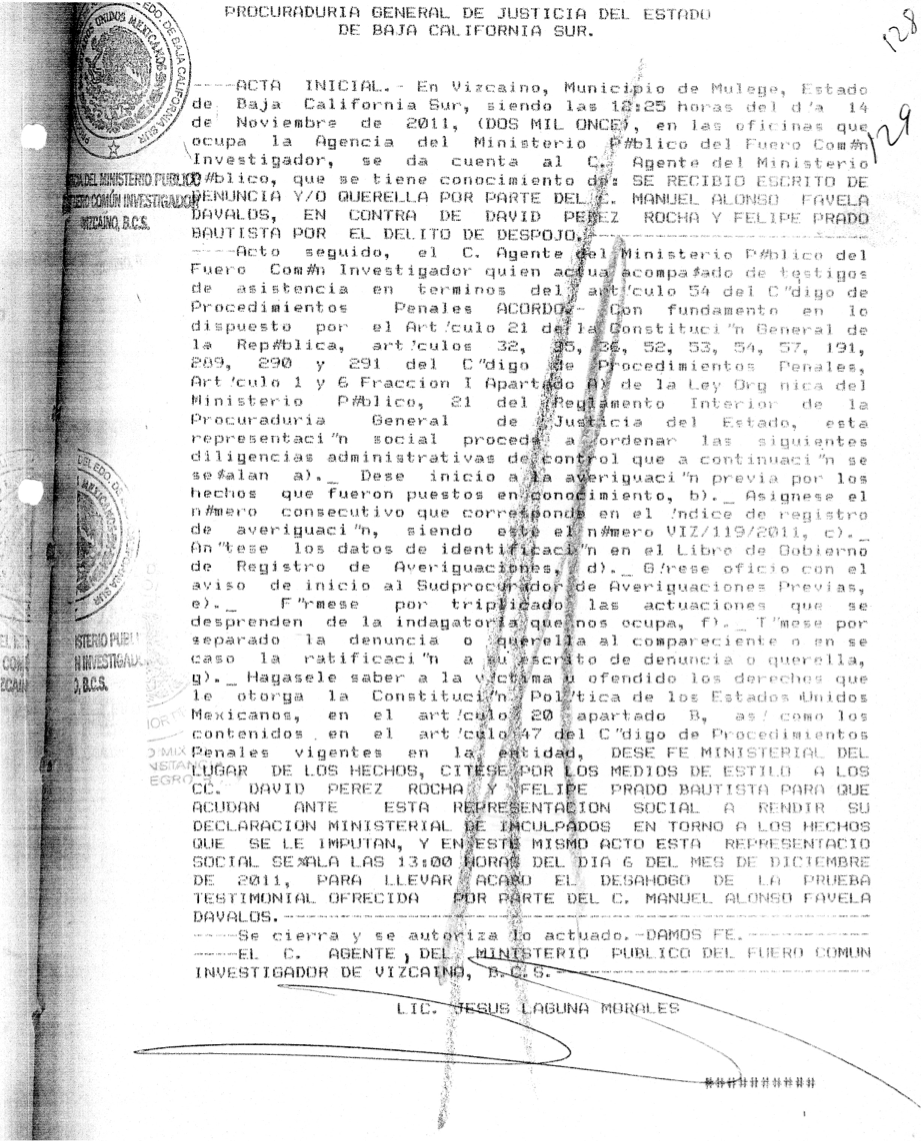 PROCURADURIA GENERAL DE JUSTICIA DEL ESTADO
DE BAJA CALIFORNIA SUR.
128
129
ESTADOS UNIDOS MEXICANOS
DE BAJA CALIFORNIA SUR
DEL MINISTERIO PUBLICO
FUERO COMÚN INVESTIGADOR
VIZCAINO, B.C.S.
----ACTA INICIAL.- En Vizcaino, Municipio de Mulege, Estado
de Baja California Sur, siendo las 12:25 horas del d!a 14
de Noviembre de 2011, (DOS MIL ONCE), en las oficinas que
ocupa la Agencia del Ministerio P#blico del Fuero Com#n
Investigador, se da cuenta al C. Agente del Ministerio
P#blico, que se tiene conocimiento de: SE RECIBIO ESCRITO DE
DENUNCIA Y/O QUERELLA POR PARTE DEL C. MANUEL ALONSO FAVELA
DAVALOS, EN CONTRA DE DAVID PEREZ ROCHA Y FELIPE PRADO
BAUTISTA POR EL DELITO DE DESPOJO.----------------------------
----Acto seguido, el C. Agente del Ministerio P#blico del
Fuero Com#n Investigador quien actua acompa¥ado de testigos
de asistencia en terminos del art!culo 54 del C"digo de
Procedimientos Penales ACORDO.- Con fundamento en lo
dispuesto por el Art!culo 21 de la Constituci"n General de
la Rep#blica, art!culos 32, 35, 36, 52, 53, 54, 57, 191,
289, 290 y 291 del C"digo de Procedimientos Penales,
Art!culo 1 y 6 Fraccion I Apartado A) de la Ley Org nica del
Ministerio P#blico, 21 del Reglamento Interior de la
Procuraduria General de Justicia del Estado, esta
representaci"n social procede a ordenar las siguientes
diligencias administrativas de control que a continuaci"n se
se¥alan a)._ Dese inicio a la averiguaci"n previa por los
hechos que fueron puestos en conocimiento, b)._ Asignese el
n#mero consecutivo que corresponde en el !ndice de registro
de averiguaci"n, siendo este el n#mero VIZ/119/2011, c)._
An"tese los datos de identificaci"n en el Libro de Gobierno
de Registro de Averiguaciones, d)._ G!rese oficio con el
aviso de inicio al Sudprocurador de Averiguaciones Previas,
e)._ F"rmese por triplicado las actuaciones que se
desprenden de la indagatoria que nos ocupa, f)._ T"mese por
separado la denuncia o querella al compareciente o en se
caso la ratificaci"n a su escrito de denuncia o querella,
g)._ Hagasele saber a la v!ctima u ofendido los derechos que
le otorga la Constituci"n Pol!tica de los Estados Unidos
Mexicanos, en el art!culo 20 apartado B, as! como los
contenidos en el art!culo 47 del C"digo de Procedimientos
Penales vigentes en la entidad, DESE FE MINISTERIAL DEL
LUGAR DE LOS HECHOS, CITESE POR LOS MEDIOS DE ESTILO A LOS
CC. DAVID PEREZ ROCHA Y FELIPE PRADO BAUTISTA PARA QUE
ACUDAN ANTE ESTA REPRESENTACION SOCIAL A RENDIR SU
DECLARACION MINISTERIAL DE INCULPADOS EN TORNO A LOS HECHOS
QUE SE LE IMPUTAN, Y EN ESTE MISMO ACTO ESTA REPRESENTACIO
SOCIAL SE¥ALA LAS 13:00 HORAS DEL DIA 6 DEL MES DE DICIEMBRE
DE 2011, PARA LLEVAR ACABO EL DESAHOGO DE LA PRUEBA
TESTIMONIAL OFRECIDA POR PARTE DEL C. MANUEL ALONSO FAVELA
DAVALOS.------------------------------------------------------
----Se cierra y se autoriza lo actuado.-DAMOS FE.------------
----EL C. AGENTE DEL MINISTERIO PUBLICO DEL FUERO COMUN
INVESTIGADOR DE VIZCAINO, B.C.S.------------------------------
LIC. JESUS LAGUNA MORALES
##########